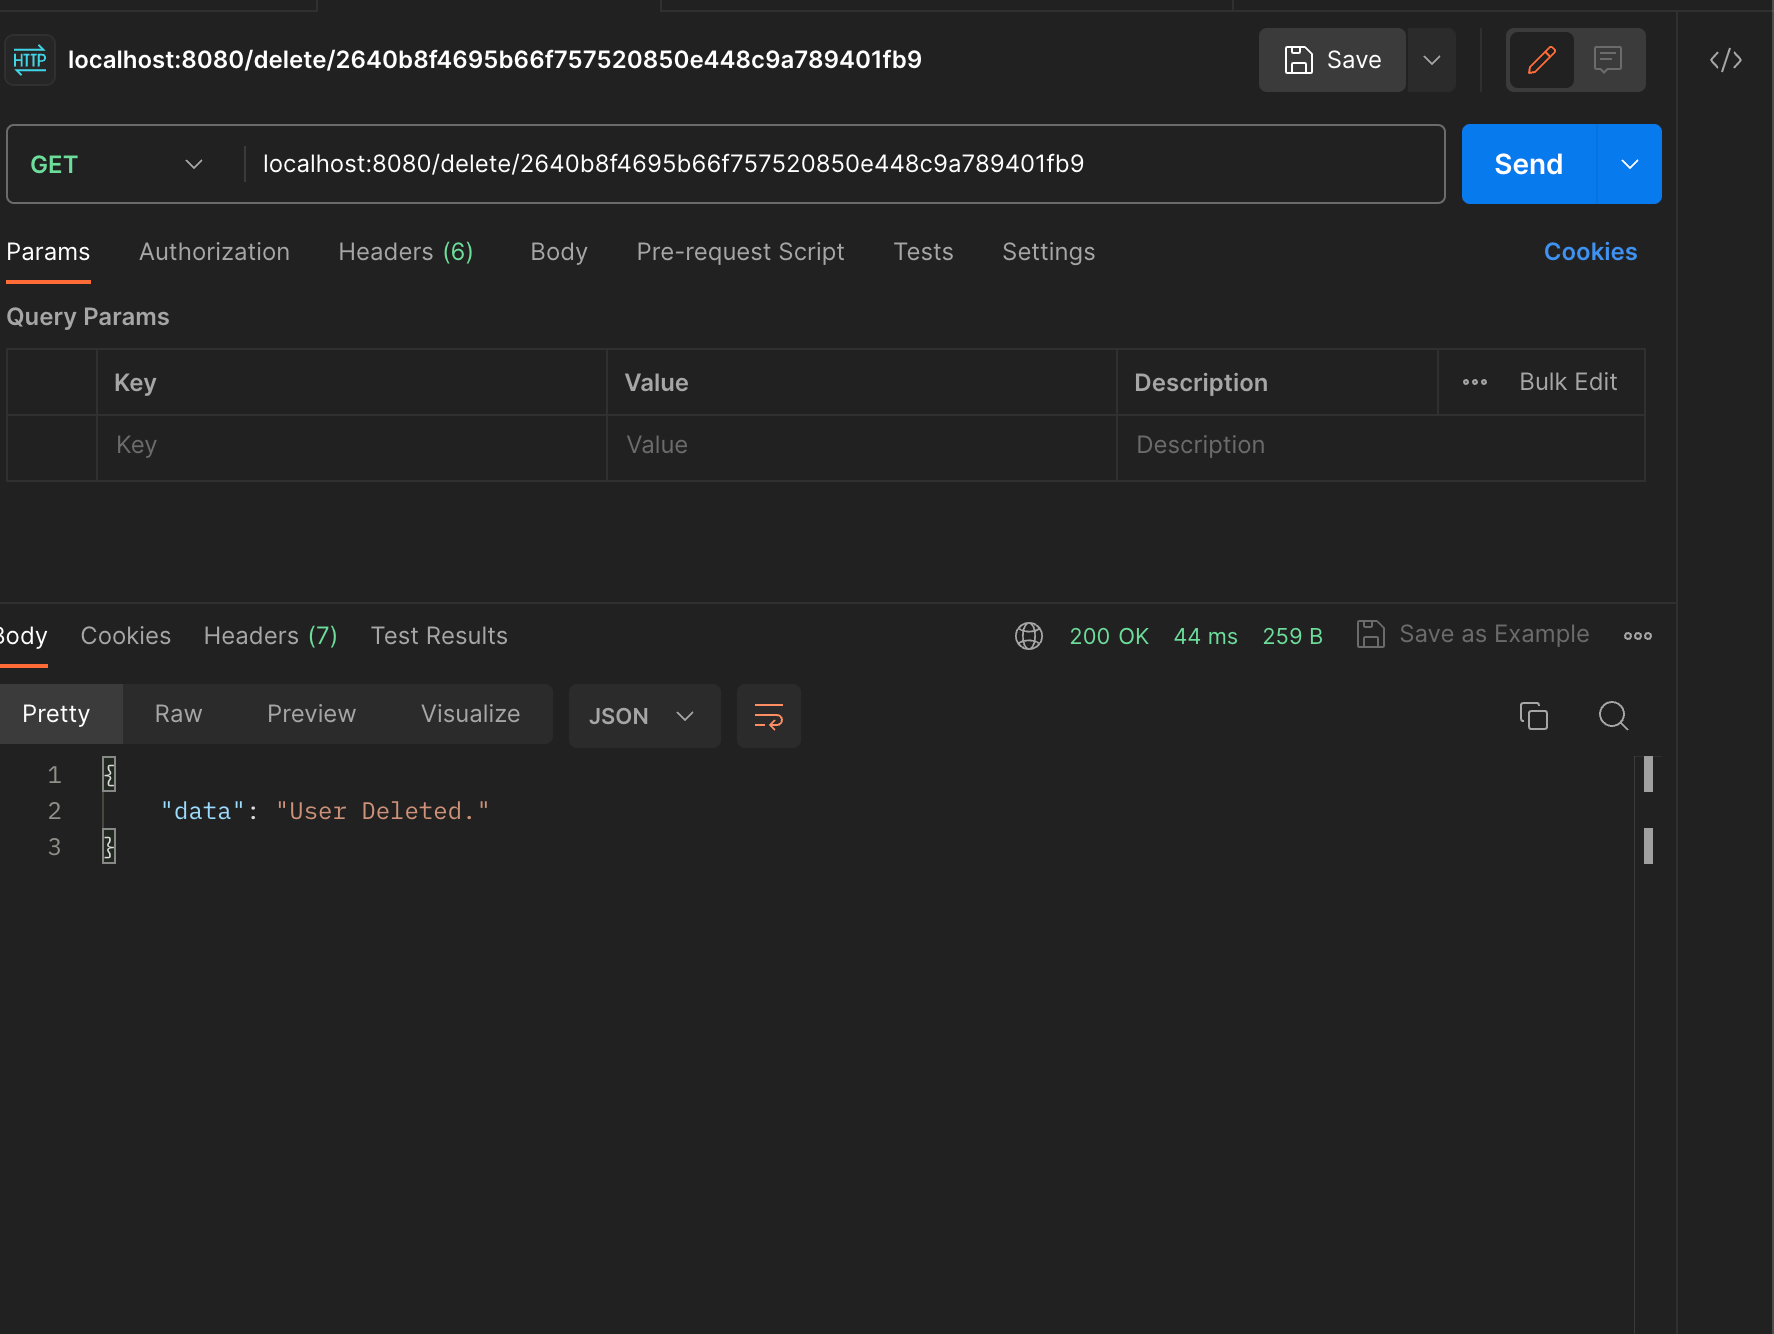 HTTP localhost:8080/delete/2640b8f4695b66f757520850e448c9a789401fb9 Save
GET localhost:8080/delete/2640b8f4695b66f757520850e448c9a789401fb9 Send
Params Authorization Headers (6) Body Pre-request Script Tests Settings Cookies
Query Params
Key Value Description Bulk Edit
Key Value Description
Body Cookies Headers (7) Test Results 200 OK 44 ms 259 B Save as Example
Pretty Raw Preview Visualize JSON
1 {
2 "data": "User Deleted."
3 }